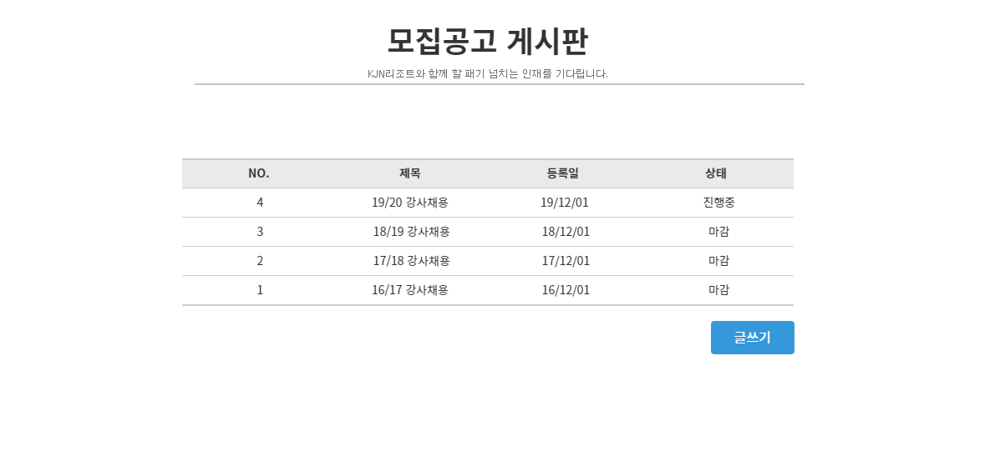 모집공고 게시판
KJN리조트와 함께 할 패기 넘치는 인재를 기다립니다.
NO. 제목 등록일 상태
4 19/20 강사채용 19/12/01 진행중
3 18/19 강사채용 18/12/01 마감
2 17/18 강사채용 17/12/01 마감
1 16/17 강사채용 16/12/01 마감
글쓰기